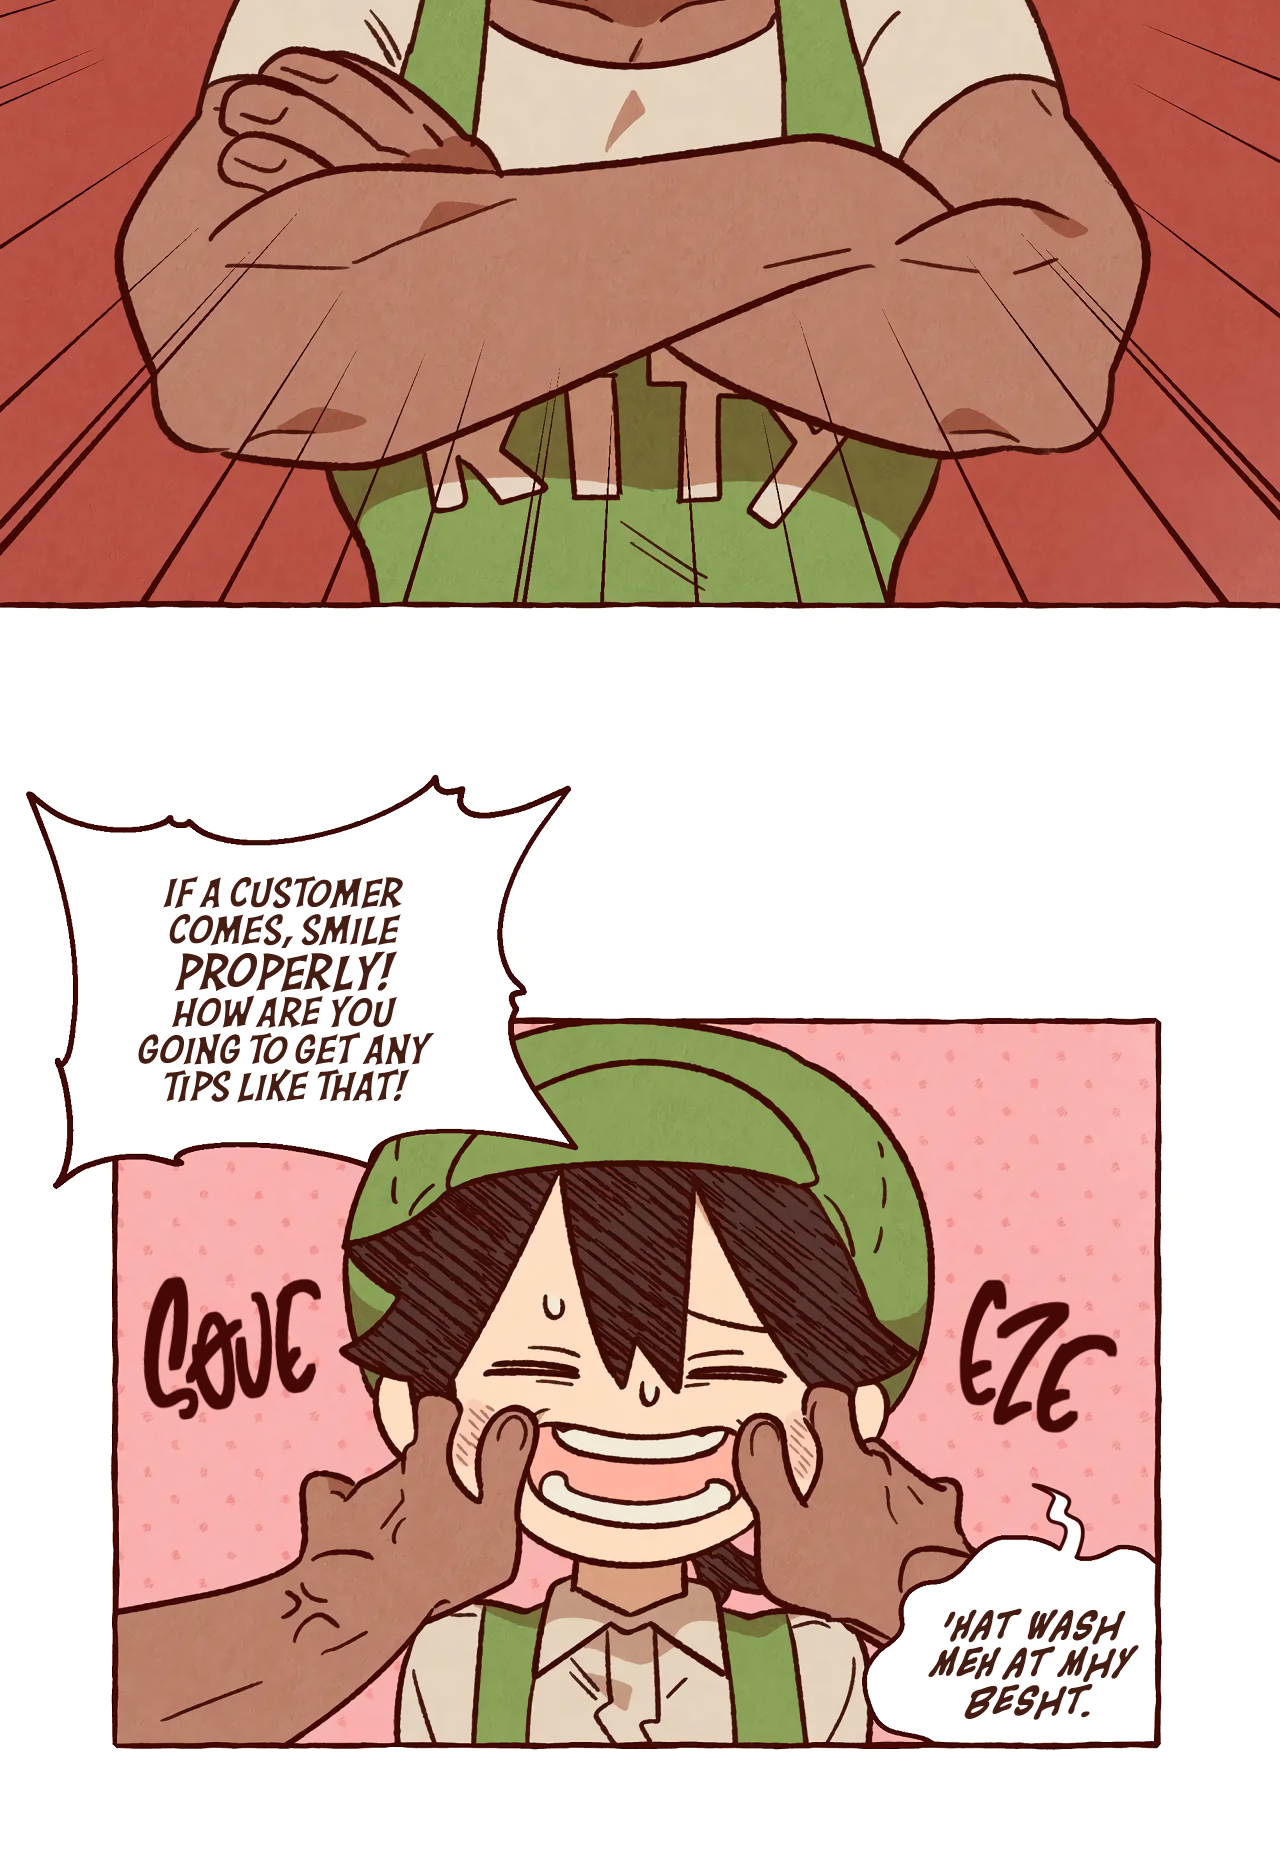 KITTY
IF A CUSTOMER
COMES, SMILE
PROPERLY!
HOW ARE YOU
GOING TO GET ANY
TIPS LIKE THAT!
SQUE
EZE
'HAT WASH
MEH AT MHY
BESHT.